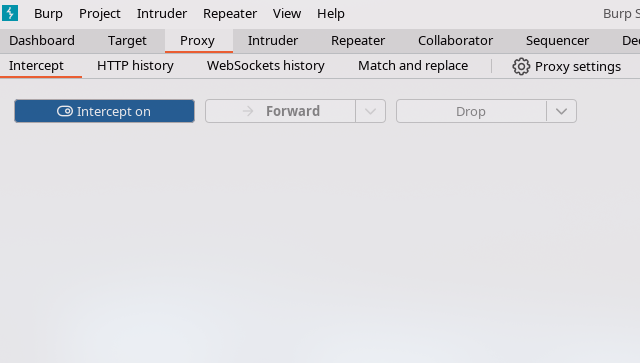 Burp Project Intruder Repeater View Help Burp S
Dashboard Target Proxy Intruder Repeater Collaborator Sequencer Dec
Intercept HTTP history WebSockets history Match and replace Proxy settings
Intercept on Forward Drop